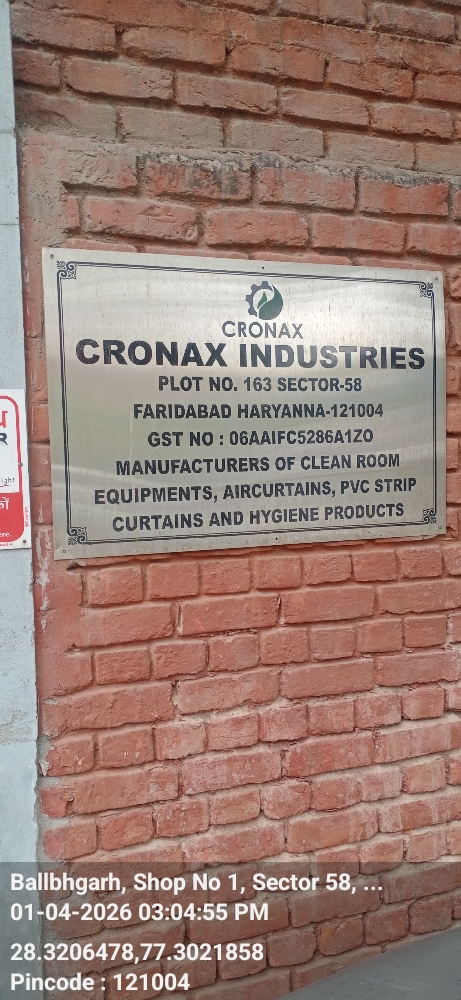 CRONAX
CRONAX INDUSTRIES
PLOT NO. 163 SECTOR-58
FARIDABAD HARYANNA-121004
GST NO : 06AAIFC5286A1ZO
MANUFACTURERS OF CLEAN ROOM
EQUIPMENTS, AIRCURTAINS, PVC STRIP
CURTAINS AND HYGIENE PRODUCTS
Ballbhgarh, Shop No 1, Sector 58, ...
01-04-2026 03:04:55 PM
28.3206478,77.3021858
Pincode : 121004